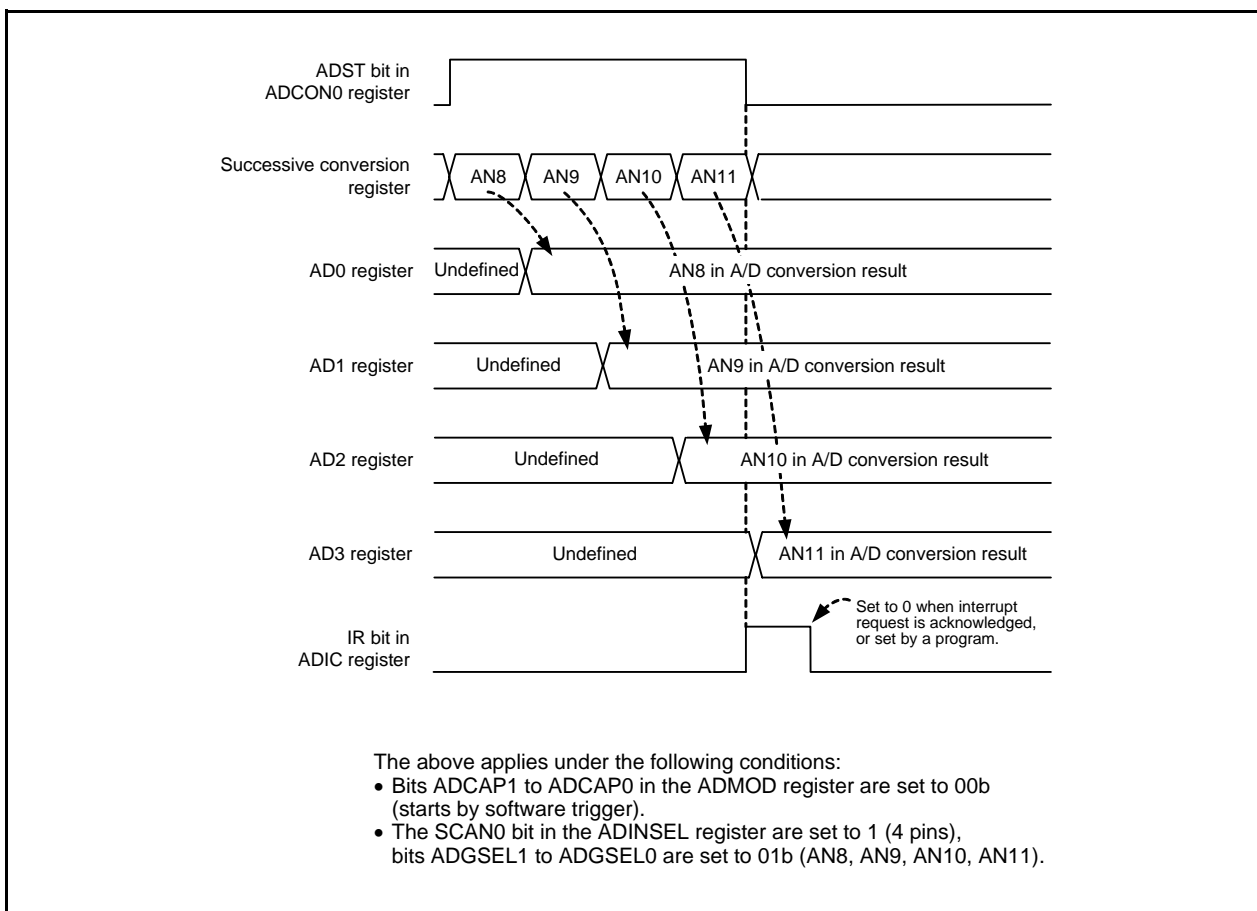 ADST bit in
ADCON0 register
Successive conversion
register
AN8
AN9
AN10
AN11
AD0 register
Undefined
AN8 in A/D conversion result
AD1 register
Undefined
AN9 in A/D conversion result
AD2 register
Undefined
AN10 in A/D conversion result
AD3 register
Undefined
AN11 in A/D conversion result
IR bit in
ADIC register
Set to 0 when interrupt
request is acknowledged,
or set by a program.
The above applies under the following conditions:
• Bits ADCAP1 to ADCAP0 in the ADMOD register are set to 00b
(starts by software trigger).
• The SCAN0 bit in the ADINSEL register are set to 1 (4 pins),
bits ADGSEL1 to ADGSEL0 are set to 01b (AN8, AN9, AN10, AN11).